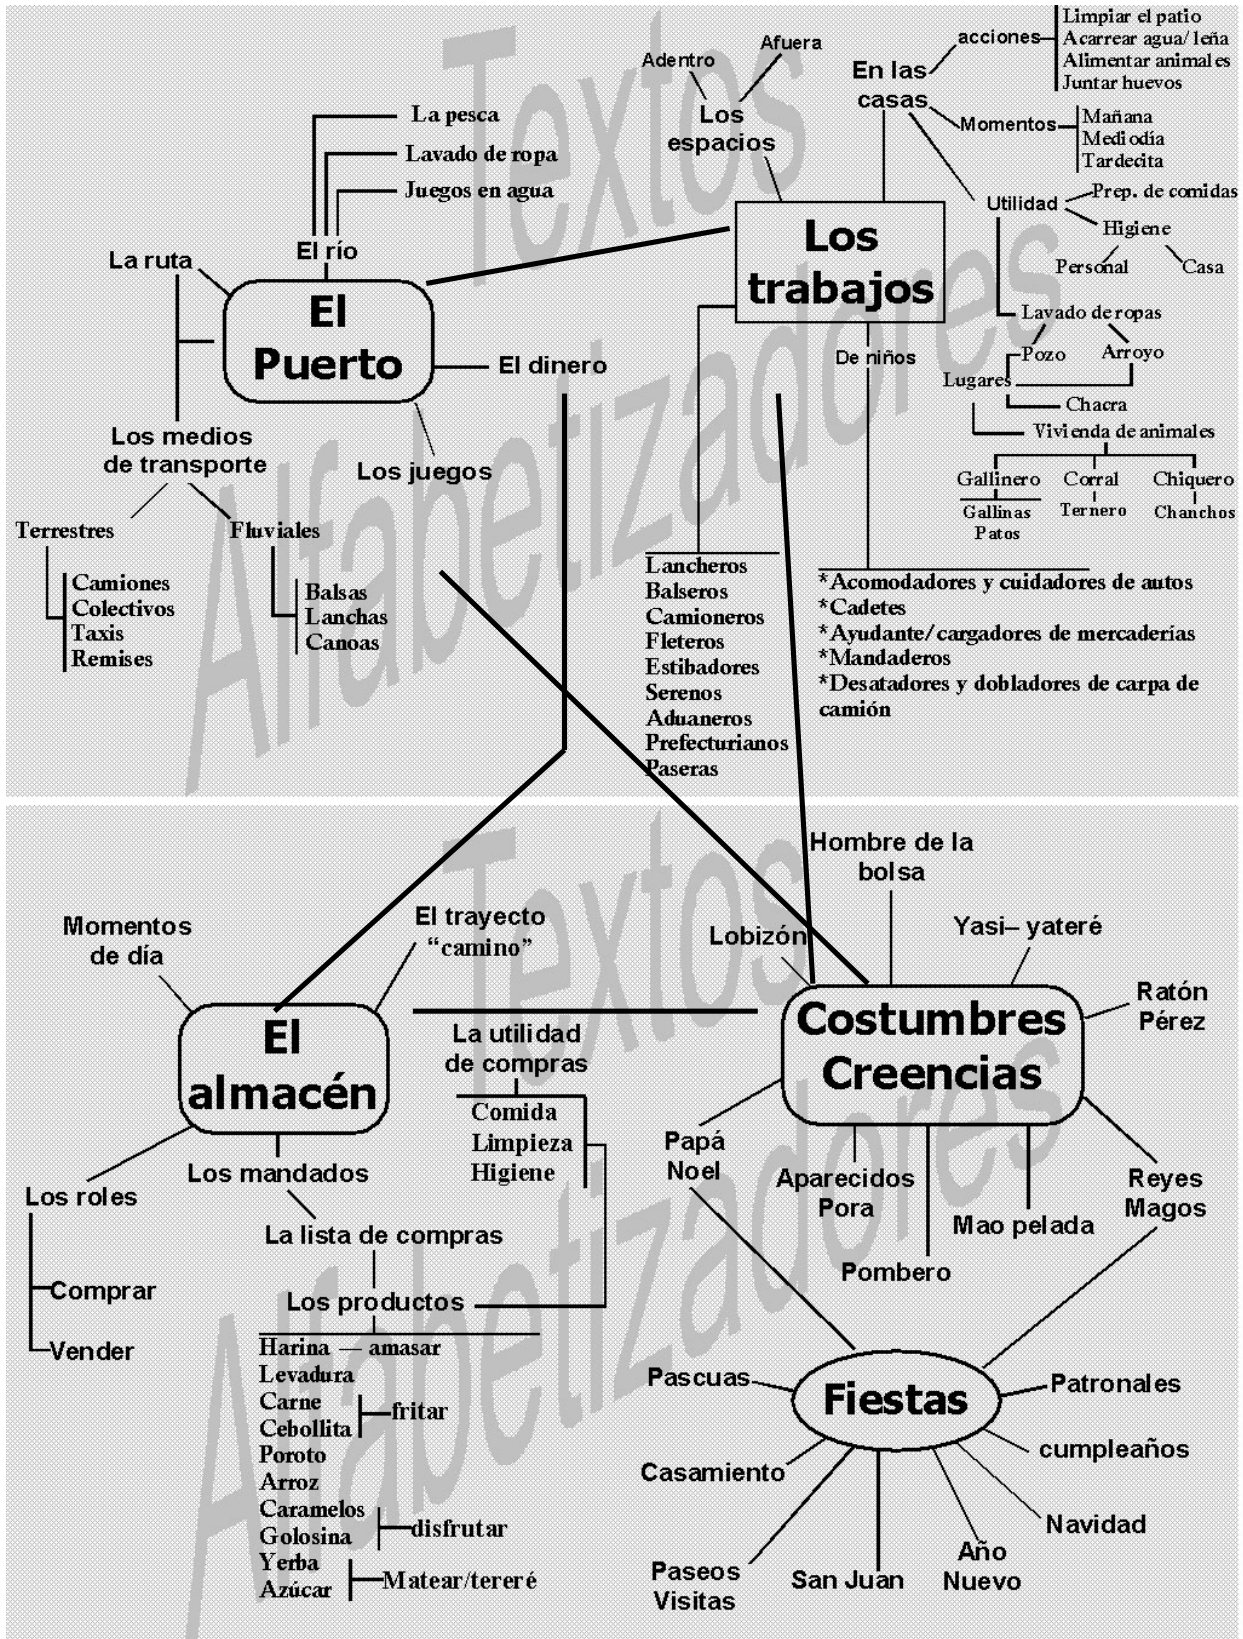 Textos
Alfabetizadores
La pesca
Lavado de ropa
Juegos en agua
La ruta
El río
El
Puerto
El dinero
Los juegos
Los medios
de transporte
Terrestres
Camiones
Colectivos
Taxis
Remises
Fluviales
Balsas
Lanchas
Canoas
Adentro
Afuera
Los
espacios
En las
casas
acciones
Limpiar el patio
Acarrear agua/ leña
Alimentar animales
Juntar huevos
Momentos
Mañana
Mediodía
Tardecita
Utilidad
Prep. de comidas
Higiene
Personal
Casa
Lavado de ropas
Pozo
Arroyo
Lugares
Chacra
Vivienda de animales
Gallinero
Corral
Chiquero
Gallinas
Patos
Ternero
Chanchos
Los
trabajos
De niños
Lancheros
Balseros
Camioneros
Fleteros
Estibadores
Serenos
Aduaneros
Prefecturianos
Paseras
*Acomodadores y cuidadores de autos
*Cadetes
*Ayudante/cargadores de mercaderías
*Mandaderos
*Desatadores y dobladores de carpa de
camión
Textos
Alfabetizadores
Momentos
de día
El trayecto
“camino”
El
almacén
La utilidad
de compras
Comida
Limpieza
Higiene
Los roles
Comprar
Vender
Los mandados
La lista de compras
Los productos
Harina — amasar
Levadura
Carne
Cebollita
fritar
Poroto
Arroz
Caramelos
Golosina
disfrutar
Yerba
Azúcar
Matear/tereré
Hombre de la
bolsa
Lobizón
Yasi– yateré
Ratón
Pérez
Costumbres
Creencias
Papá
Noel
Aparecidos
Pora
Pombero
Mao pelada
Reyes
Magos
Fiestas
Pascuas
Patronales
Casamiento
cumpleaños
Navidad
Paseos
Visitas
San Juan
Año
Nuevo